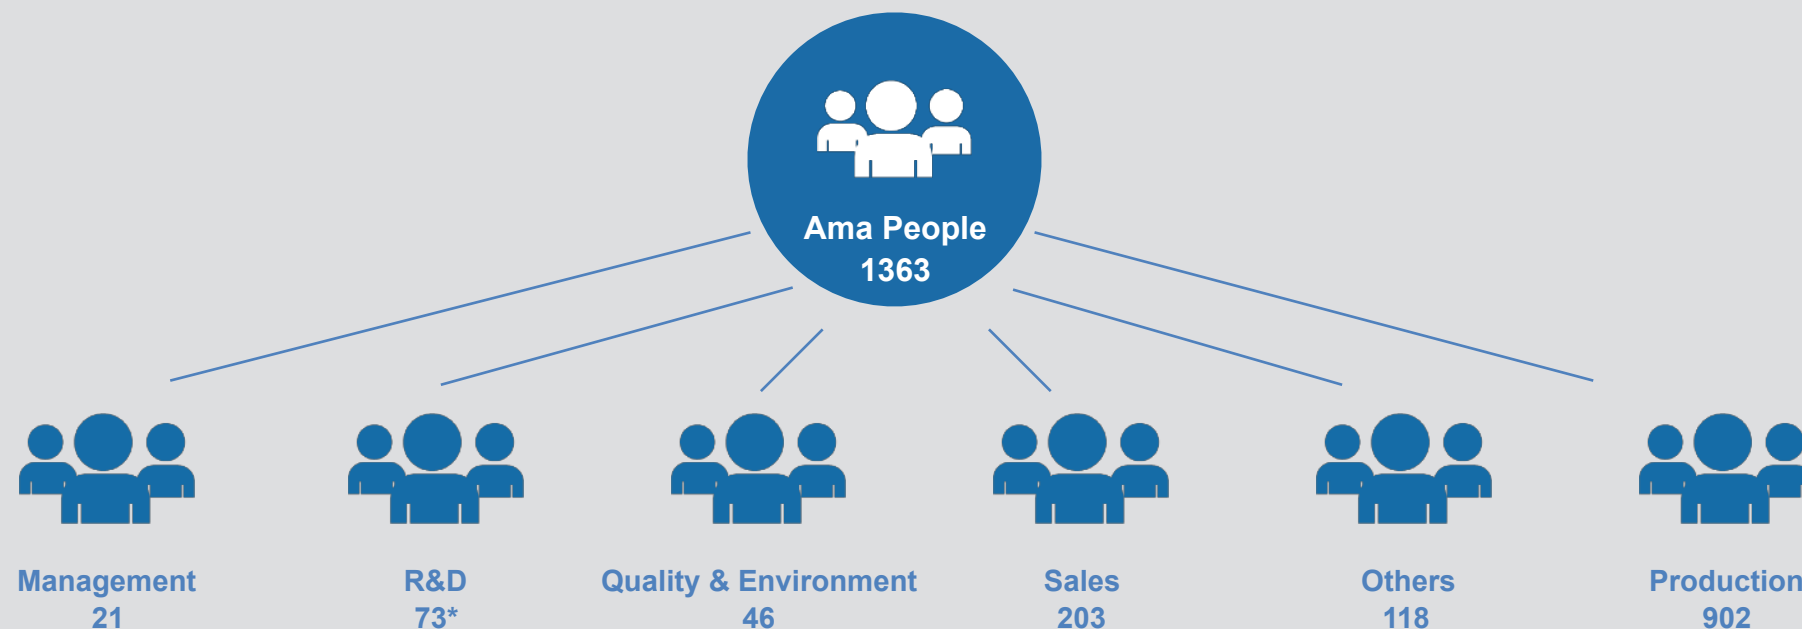 Ama People
1363
Management
21
R&D
73*
Quality & Environment
46
Sales
203
Others
118
Production
902